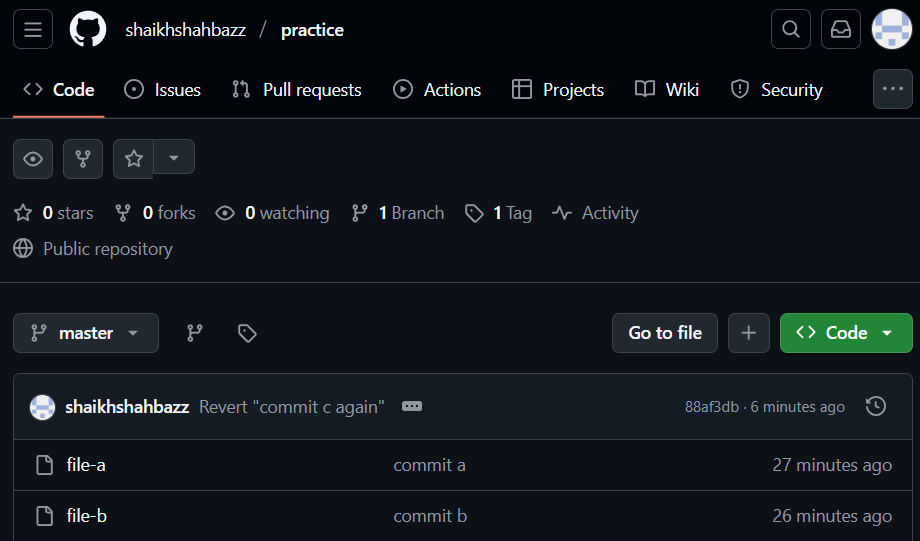 shaikhshahbazz / practice
Code Issues Pull requests Actions Projects Wiki Security
0 stars 0 forks 0 watching 1 Branch 1 Tag Activity
Public repository
master Go to file Code
shaikhshahbazz Revert "commit c again" 88af3db · 6 minutes ago
file-a commit a 27 minutes ago
file-b commit b 26 minutes ago